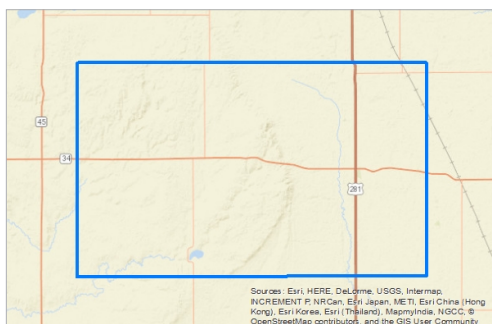 45
34
281
Sources: Esri, HERE, DeLorme, USGS, Intermap,
INCREMENT P, NRCan, Esri Japan, METI, Esri China (Hong
Kong), Esri Korea, Esri (Thailand), MapmyIndia, NGCC, ©
OpenStreetMap contributors, and the GIS User Community